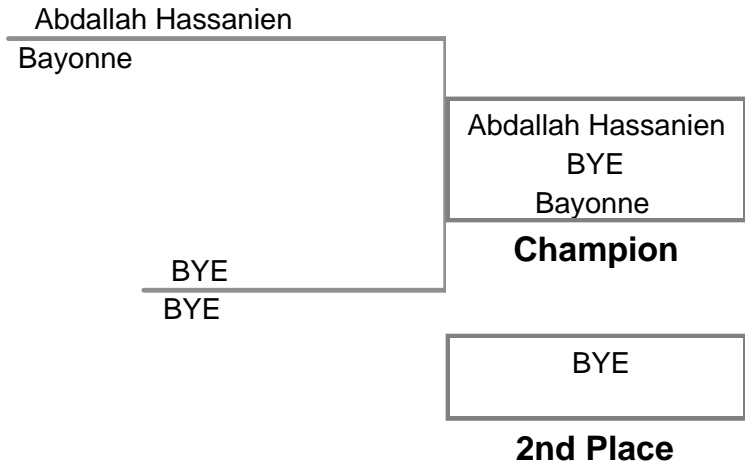 Abdallah Hassanien
Bayonne
Abdallah Hassanien
BYE
Bayonne
Champion
BYE
BYE
BYE
2nd Place